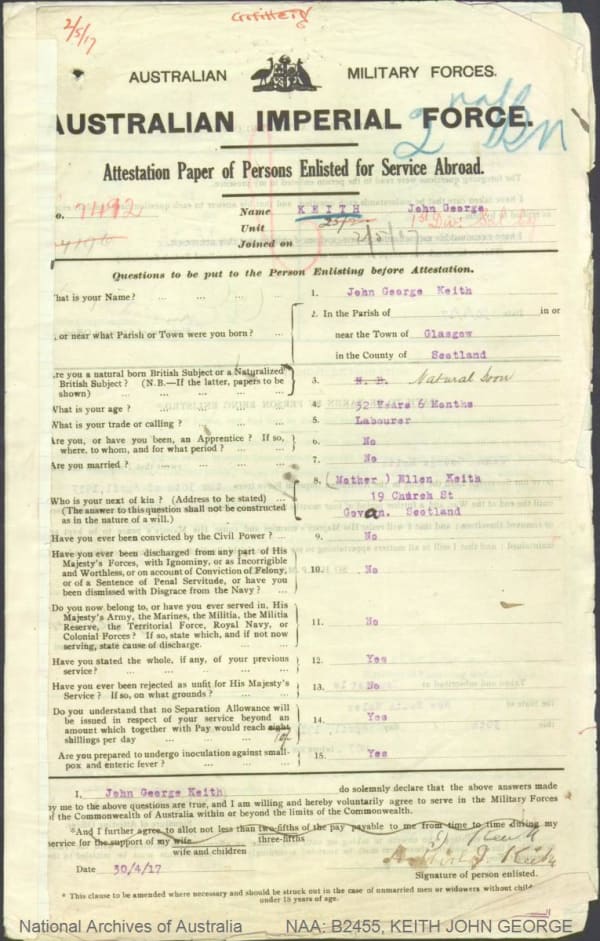 2/5/17
AUSTRALIAN MILITARY FORCES.
AUSTRALIAN IMPERIAL FORCE.
2
Attestation Paper of Persons Enlisted for Service Abroad.
o. 7492 Name KEITH John George
Unit
Joined on 2/5/17
Questions to be put to the Person Enlisting before Attestation.
hat is your Name? ... 1. John George Keith
, or near what Parish or Town were you born? ... 2. In the Parish of in or
near the Town of Glasgow
in the County of Scotland
re you a natural born British Subject or a Naturalized
British Subject? (N.B.—If the latter, papers to be
shown) ... 3. N. B. Natural Born
What is your age? ... 4. 32 Years 6 Months
What is your trade or calling? ... 5. Labourer
Are you, or have you been, an Apprentice? If so,
where, to whom, and for what period? ... 6. No
Are you married? ... 7. No
Who is your next of kin? (Address to be stated) ...
(The answer to this question shall not be constructed
as in the nature of a will.)
8. (Mother) Ellen Keith
19 Church St
Govan. Scotland
Have you ever been convicted by the Civil Power? ... 9. No
Have you ever been discharged from any part of His
Majesty's Forces, with Ignominy, or as Incorrigible
and Worthless, or on account of Conviction of Felony,
or of a Sentence of Penal Servitude, or have you
been dismissed with Disgrace from the Navy? ... 10. No
Do you now belong to, or have you ever served in, His
Majesty's Army, the Marines, the Militia, the Militia
Reserve, the Territorial Force, Royal Navy, or
Colonial Forces? If so, state which, and if not now
serving, state cause of discharge. ... 11. No
Have you stated the whole, if any, of your previous
service? ... 12. Yes
Have you ever been rejected as unfit for His Majesty's
Service? If so, on what grounds? ... 13. No
Do you understand that no Separation Allowance will
be issued in respect of your service beyond an
amount which together with Pay would reach eight
shillings per day ... 14. Yes
Are you prepared to undergo inoculation against small-
pox and enteric fever? ... 15. Yes
I, John George Keith do solemnly declare that the above answers made
by me to the above questions are true, and I am willing and hereby voluntarily agree to serve in the Military Forces
of the Commonwealth of Australia within or beyond the limits of the Commonwealth.
*And I further agree to allot not less than two-fifths of the pay payable to me from time to time during my
three-fifths
service for the support of my wife
wife and children
J. Keith
J. Keith
Date 30/4/17 Signature of person enlisted.
* This clause to be amended where necessary and should be struck out in the case of unmarried men or widowers without child
under 18 years of age.
National Archives of Australia NAA: B2455, KEITH JOHN GEORGE